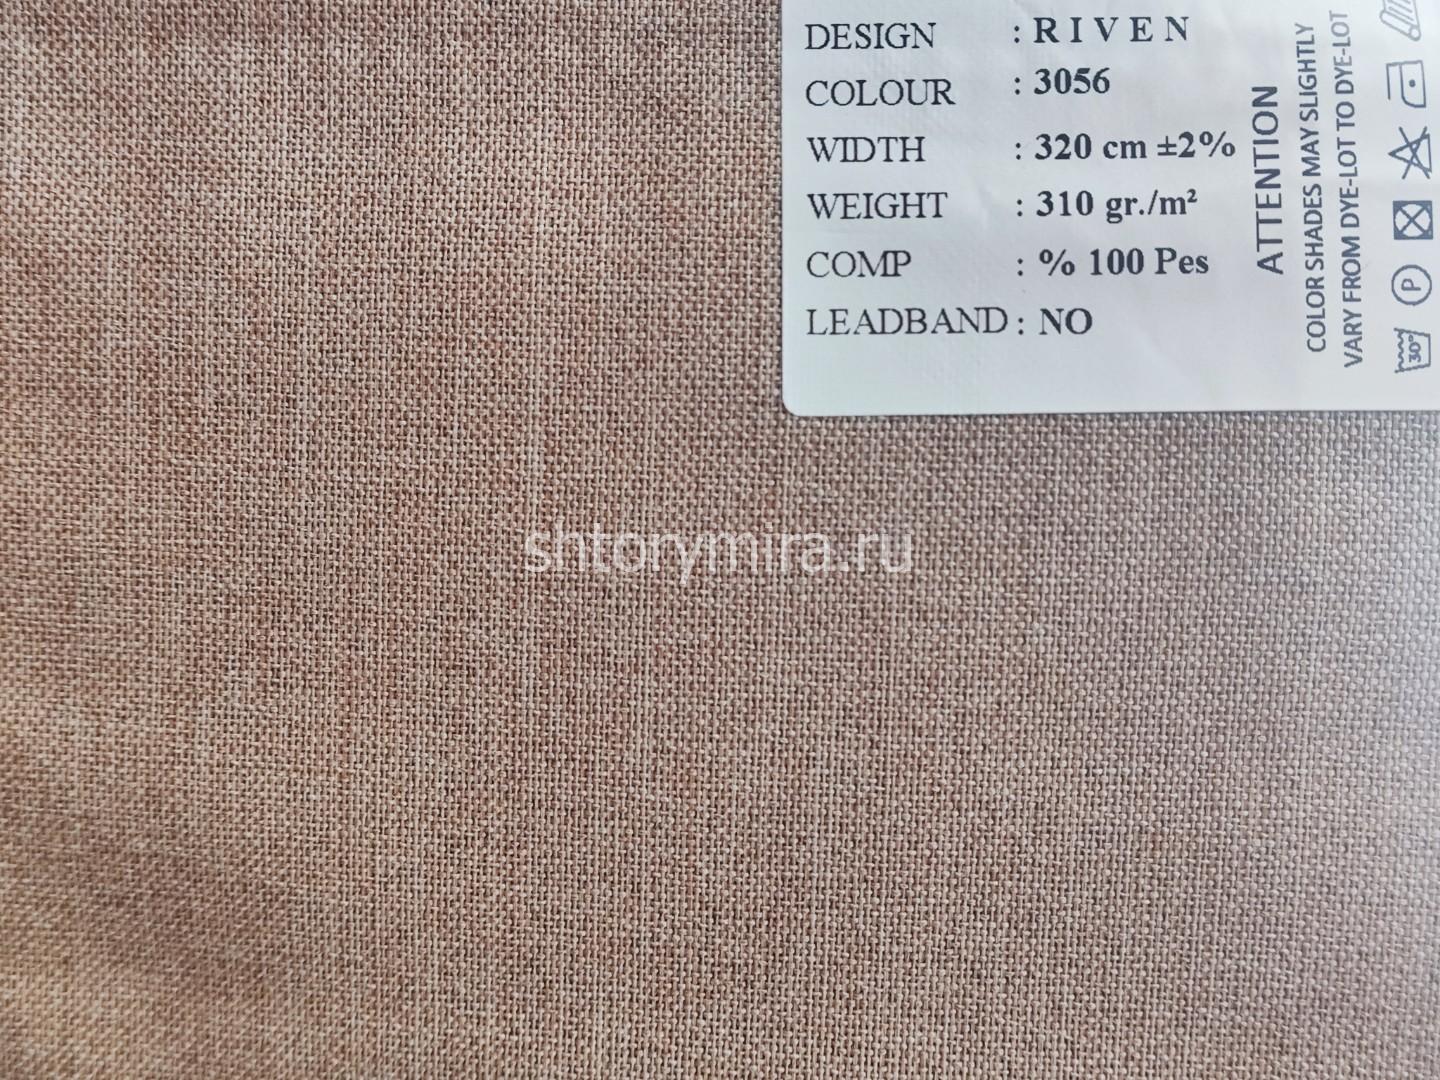 DESIGN : R I V E N
COLOUR : 3056
WIDTH : 320 cm ±2%
WEIGHT : 310 gr./m²
COMP : % 100 Pes
LEADBAND : NO
ATTENTION
COLOR SHADES MAY SLIGHTLY
VARY FROM DYE-LOT TO DYE-LOT
P
30°
shtorymira.ru